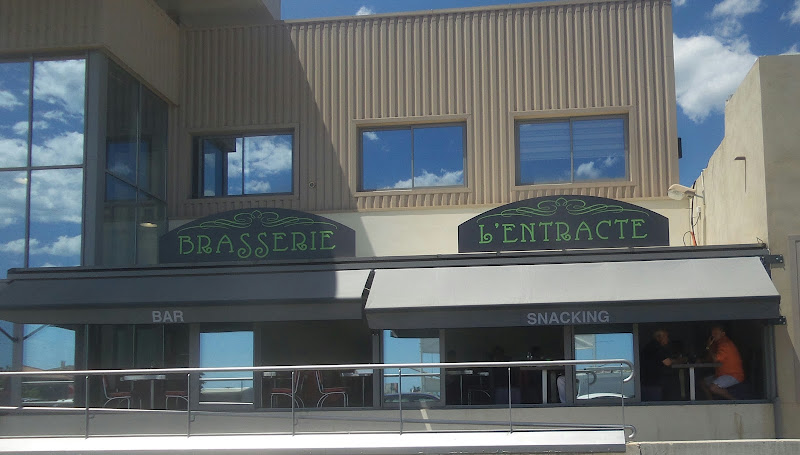 BRASSERIE
L'ENTRACTE
BAR
SNACKING